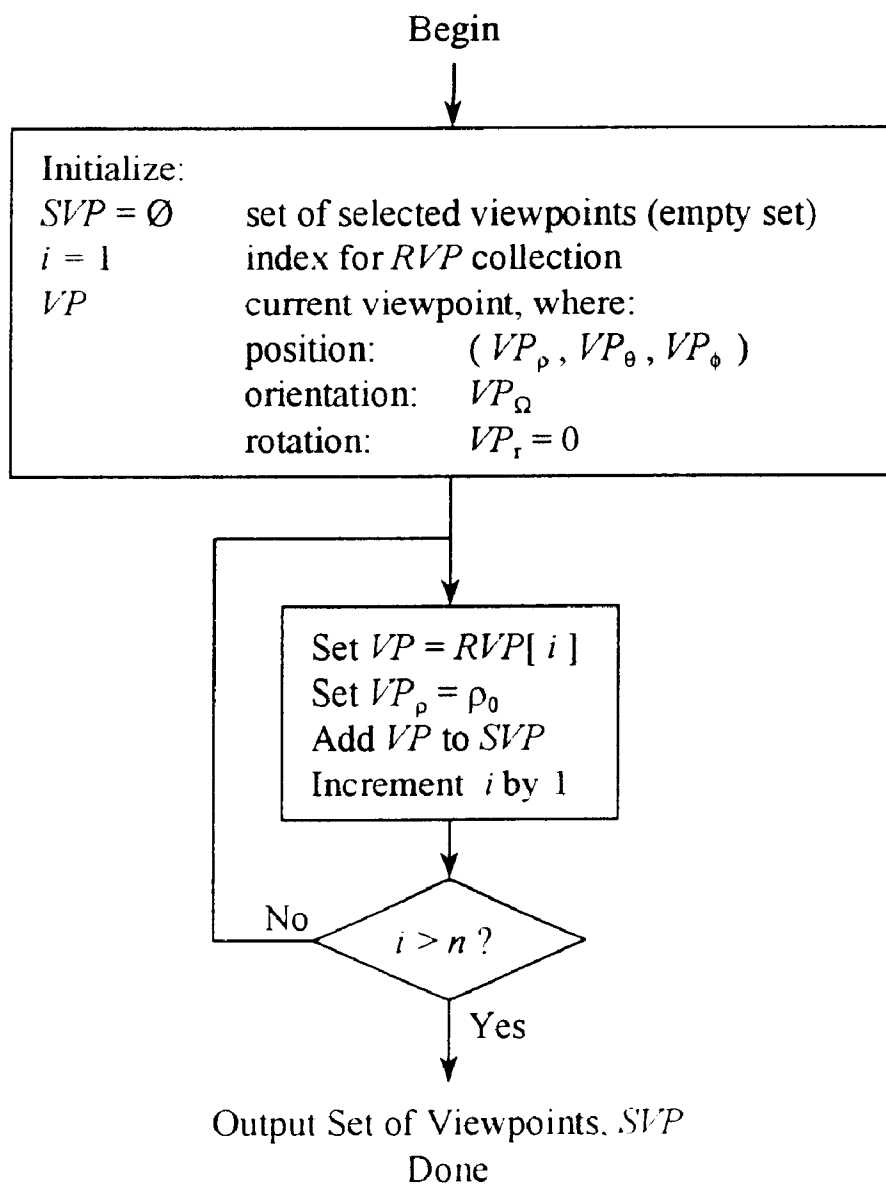 Begin
Initialize:
SVP = Ø set of selected viewpoints (empty set)
i = 1 index for RVP collection
VP current viewpoint, where:
position: ( VPρ , VPθ , VPϕ )
orientation: VPΩ
rotation: VPr = 0
Set VP = RVP[ i ]
Set VPρ = ρ0
Add VP to SVP
Increment i by 1
No
i > n ?
Yes
Output Set of Viewpoints, SVP
Done